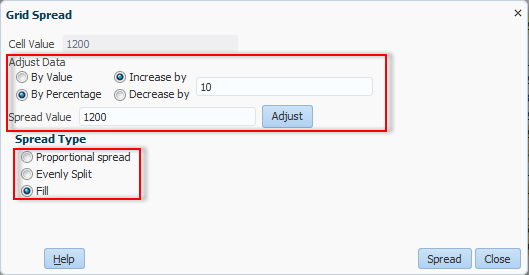 Grid Spread
Cell Value 1200
Adjust Data
By Value Increase by
By Percentage Decrease by 10
Spread Value 1200 Adjust
Spread Type
Proportional spread
Evenly Split
Fill
Help Spread Close